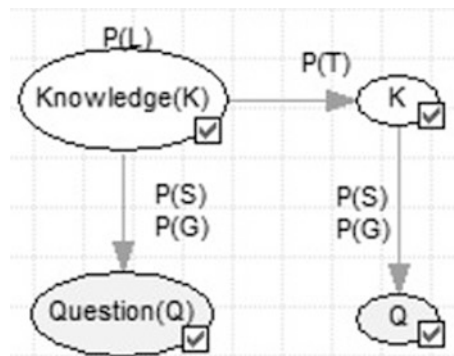 P(L)
P(T)
Knowledge(K)
K
P(S)
P(G)
P(S)
P(G)
Question(Q)
Q